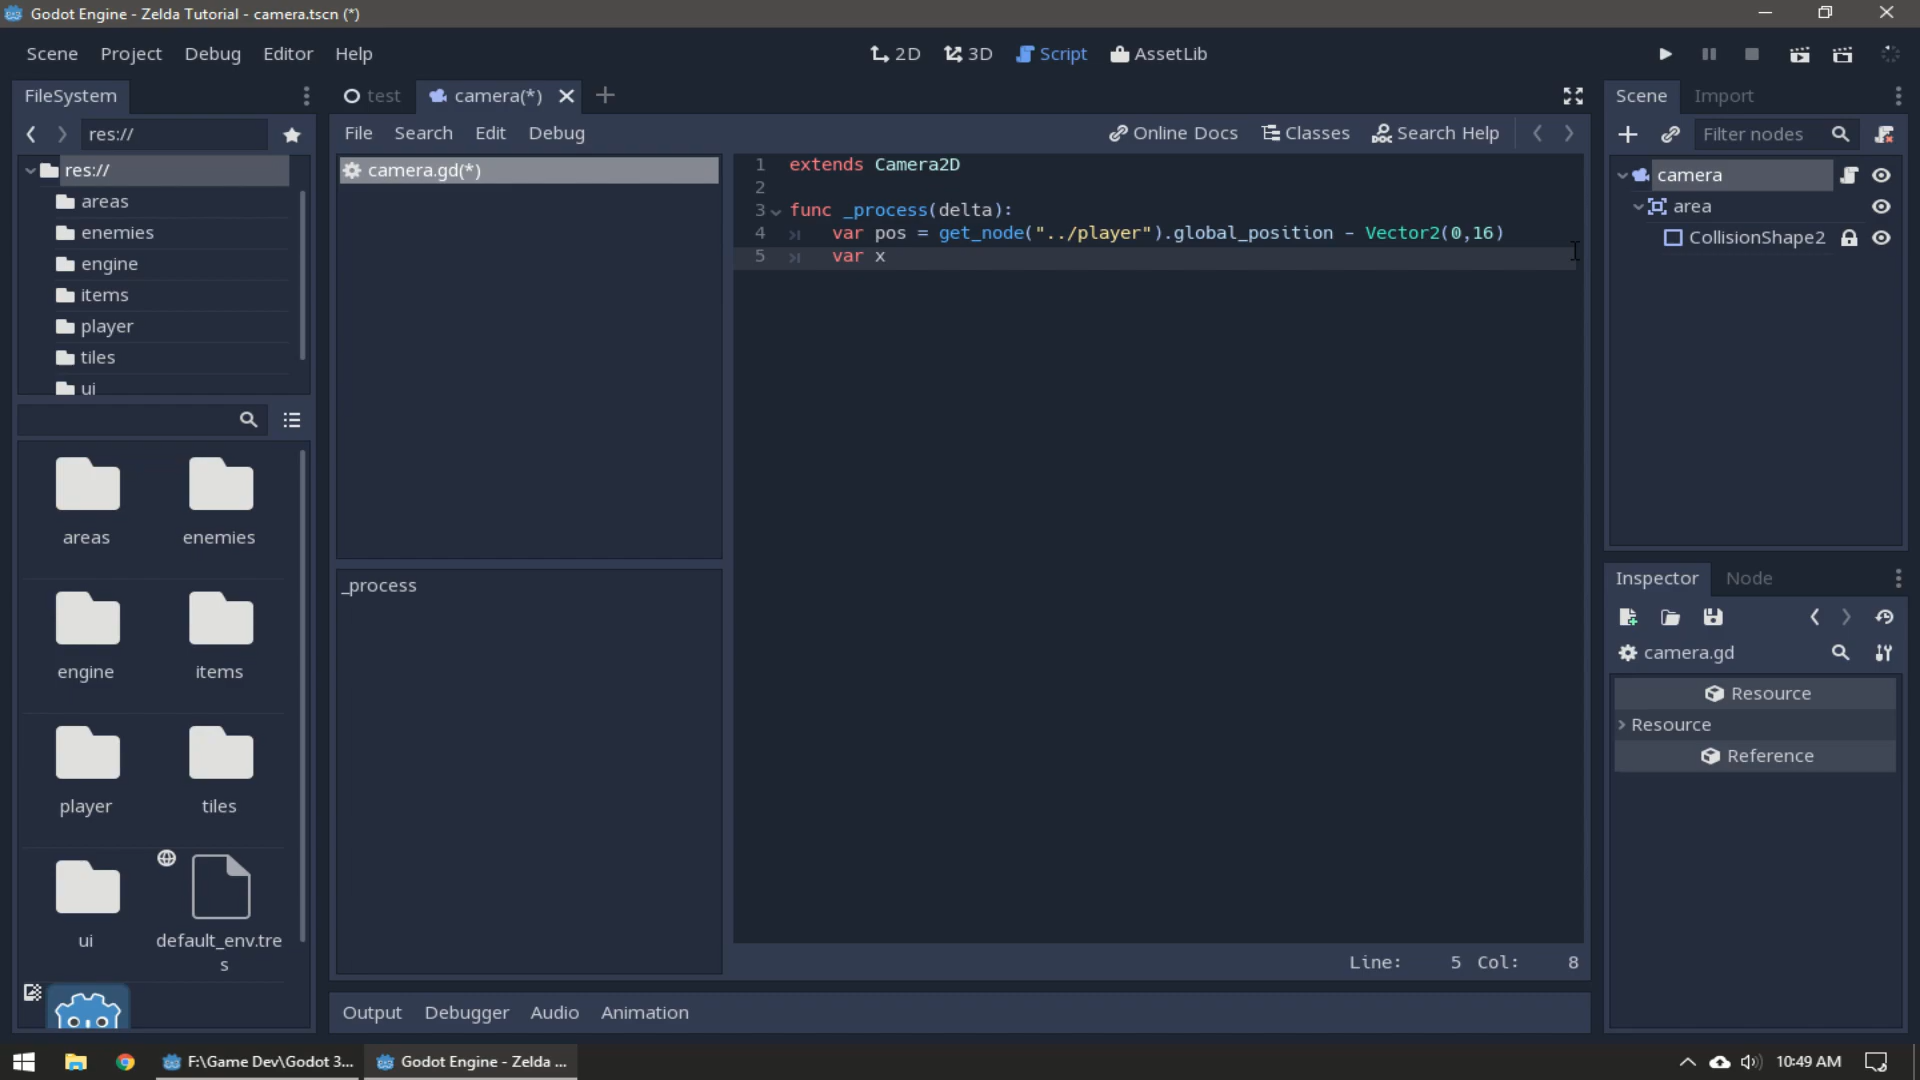 Godot Engine - Zelda Tutorial - camera.tscn (*)
Scene Project Debug Editor Help
2D 3D Script AssetLib
FileSystem
test camera(*)
Scene Import
res://
File Search Edit Debug
Online Docs Classes Search Help
Filter nodes
res://
areas
enemies
engine
items
player
tiles
ui
camera.gd(*)
1 extends Camera2D
2
3 func _process(delta):
4 var pos = get_node("../player").global_position - Vector2(0,16)
5 var x
camera
area
CollisionShape2
areas enemies
engine items
player tiles
ui default_env.tre
s
_process
Line: 5 Col: 8
Inspector Node
camera.gd
Resource
Resource
Reference
Output Debugger Audio Animation
F:\Game Dev\Godot 3... Godot Engine - Zelda ... 10:49 AM